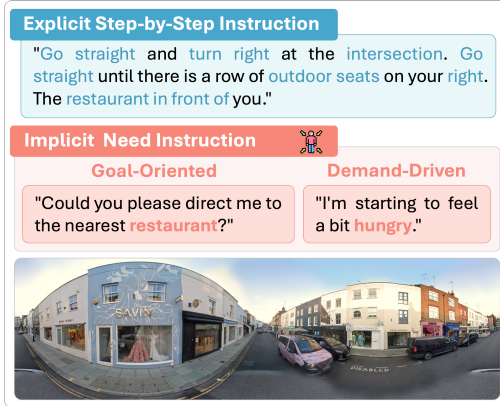 Explicit Step-by-Step Instruction
"Go straight and turn right at the intersection. Go
straight until there is a row of outdoor seats on your right.
The restaurant in front of you."
Implicit Need Instruction
Goal-Oriented
"Could you please direct me to
the nearest restaurant?"
Demand-Driven
"I'm starting to feel
a bit hungry."
SAVIN
DISABLED